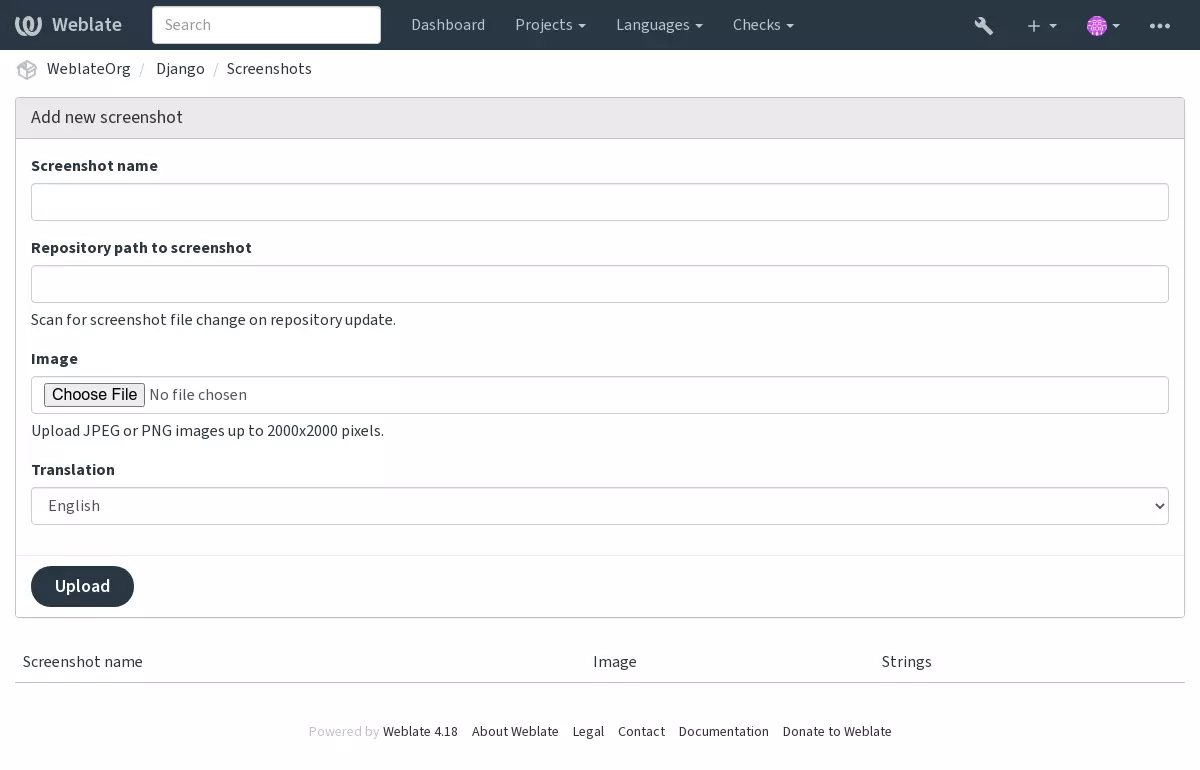 Weblate Search Dashboard Projects Languages Checks
WeblateOrg / Django / Screenshots
Add new screenshot
Screenshot name
Repository path to screenshot
Scan for screenshot file change on repository update.
Image
Choose File No file chosen
Upload JPEG or PNG images up to 2000x2000 pixels.
Translation
English
Upload
Screenshot name Image Strings
Powered by Weblate 4.18 About Weblate Legal Contact Documentation Donate to Weblate